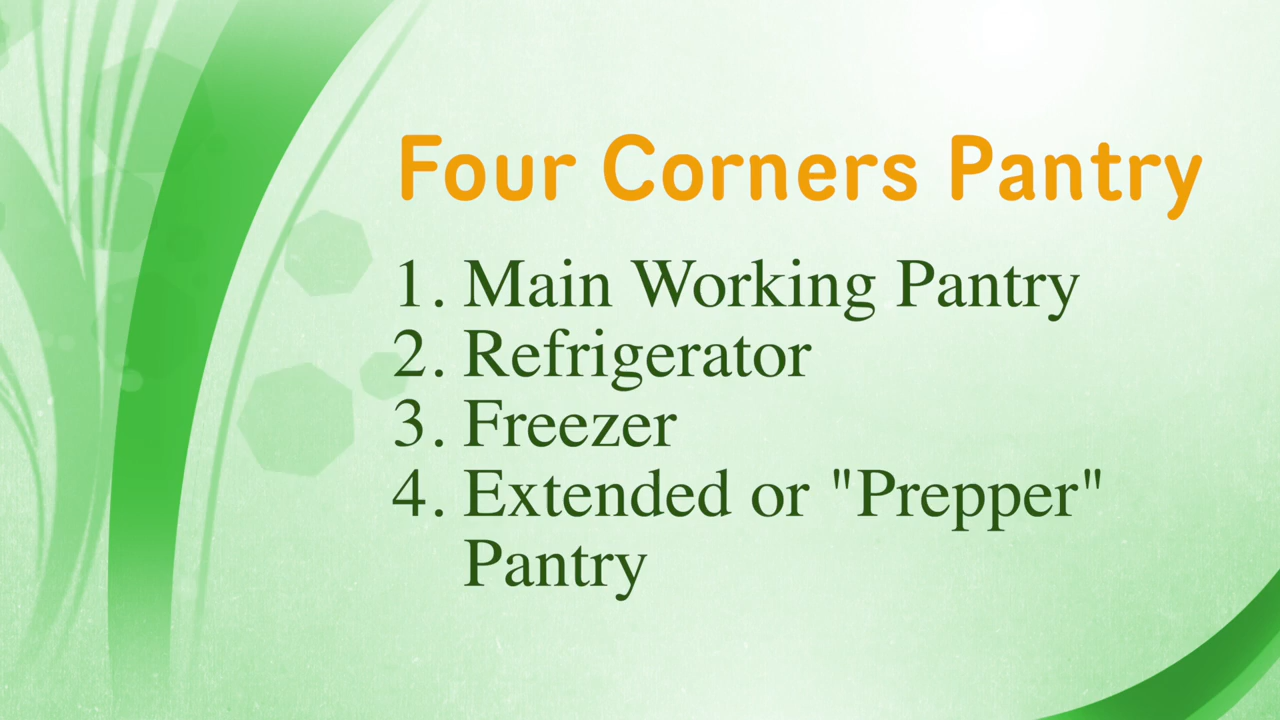 Four Corners Pantry
1. Main Working Pantry
2. Refrigerator
3. Freezer
4. Extended or "Prepper"
Pantry